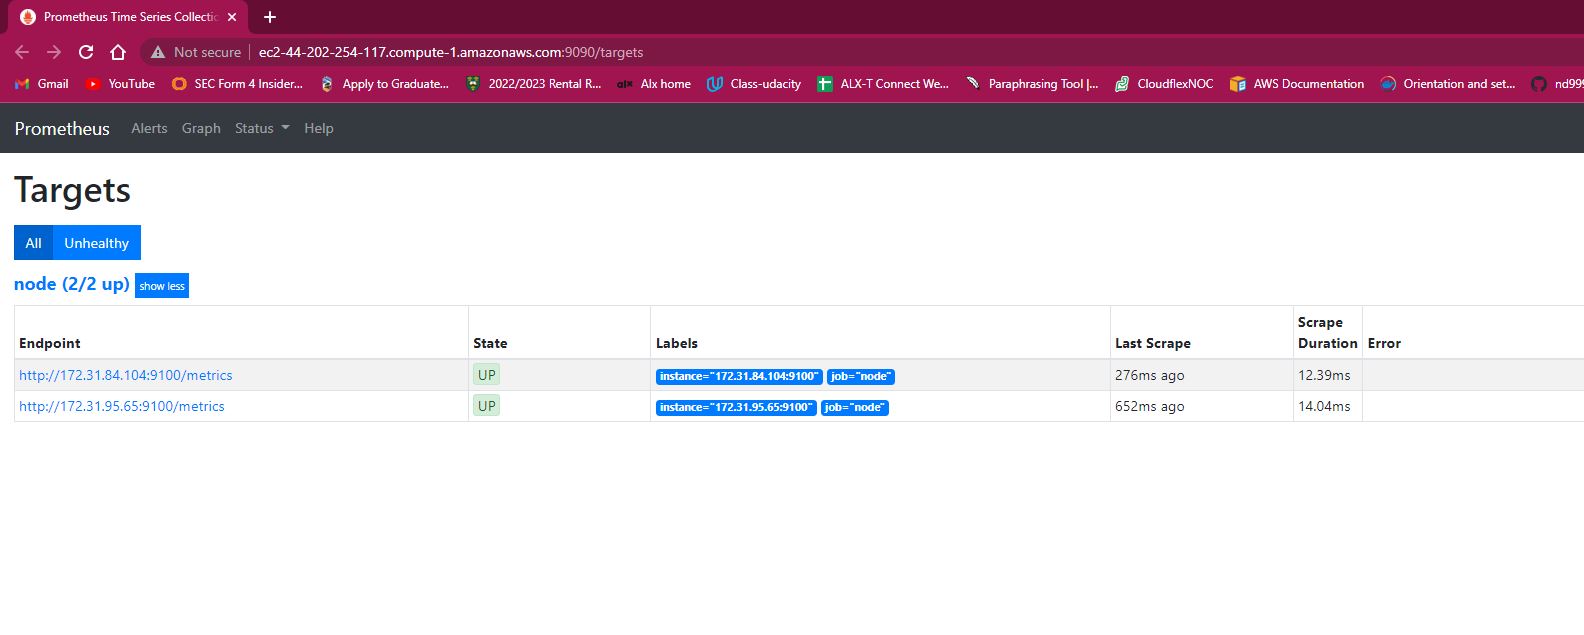 Prometheus Time Series Collectio
Not secure ec2-44-202-254-117.compute-1.amazonaws.com:9090/targets
Gmail YouTube SEC Form 4 Insider... Apply to Graduate... 2022/2023 Rental R... alx Alx home Class-udacity ALX-T Connect We... Paraphrasing Tool |... CloudflexNOC AWS Documentation Orientation and set... nd999
Prometheus Alerts Graph Status Help
Targets
All Unhealthy
node (2/2 up) show less
Endpoint State Labels Last Scrape Scrape Duration Error
http://172.31.84.104:9100/metrics UP instance="172.31.84.104:9100" job="node" 276ms ago 12.39ms
http://172.31.95.65:9100/metrics UP instance="172.31.95.65:9100" job="node" 652ms ago 14.04ms